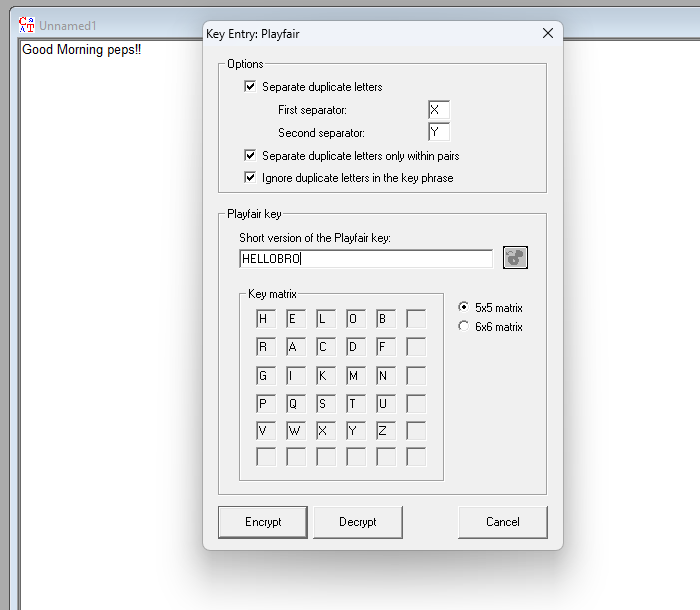 Unnamed1
Good Morning peps!!
Key Entry: Playfair
Options
Separate duplicate letters
First separator: X
Second separator: Y
Separate duplicate letters only within pairs
Ignore duplicate letters in the key phrase
Playfair key
Short version of the Playfair key:
HELLOBRO
Key matrix
H E L O B
R A C D F
G I K M N
P Q S T U
V W X Y Z
5x5 matrix
6x6 matrix
Encrypt Decrypt Cancel